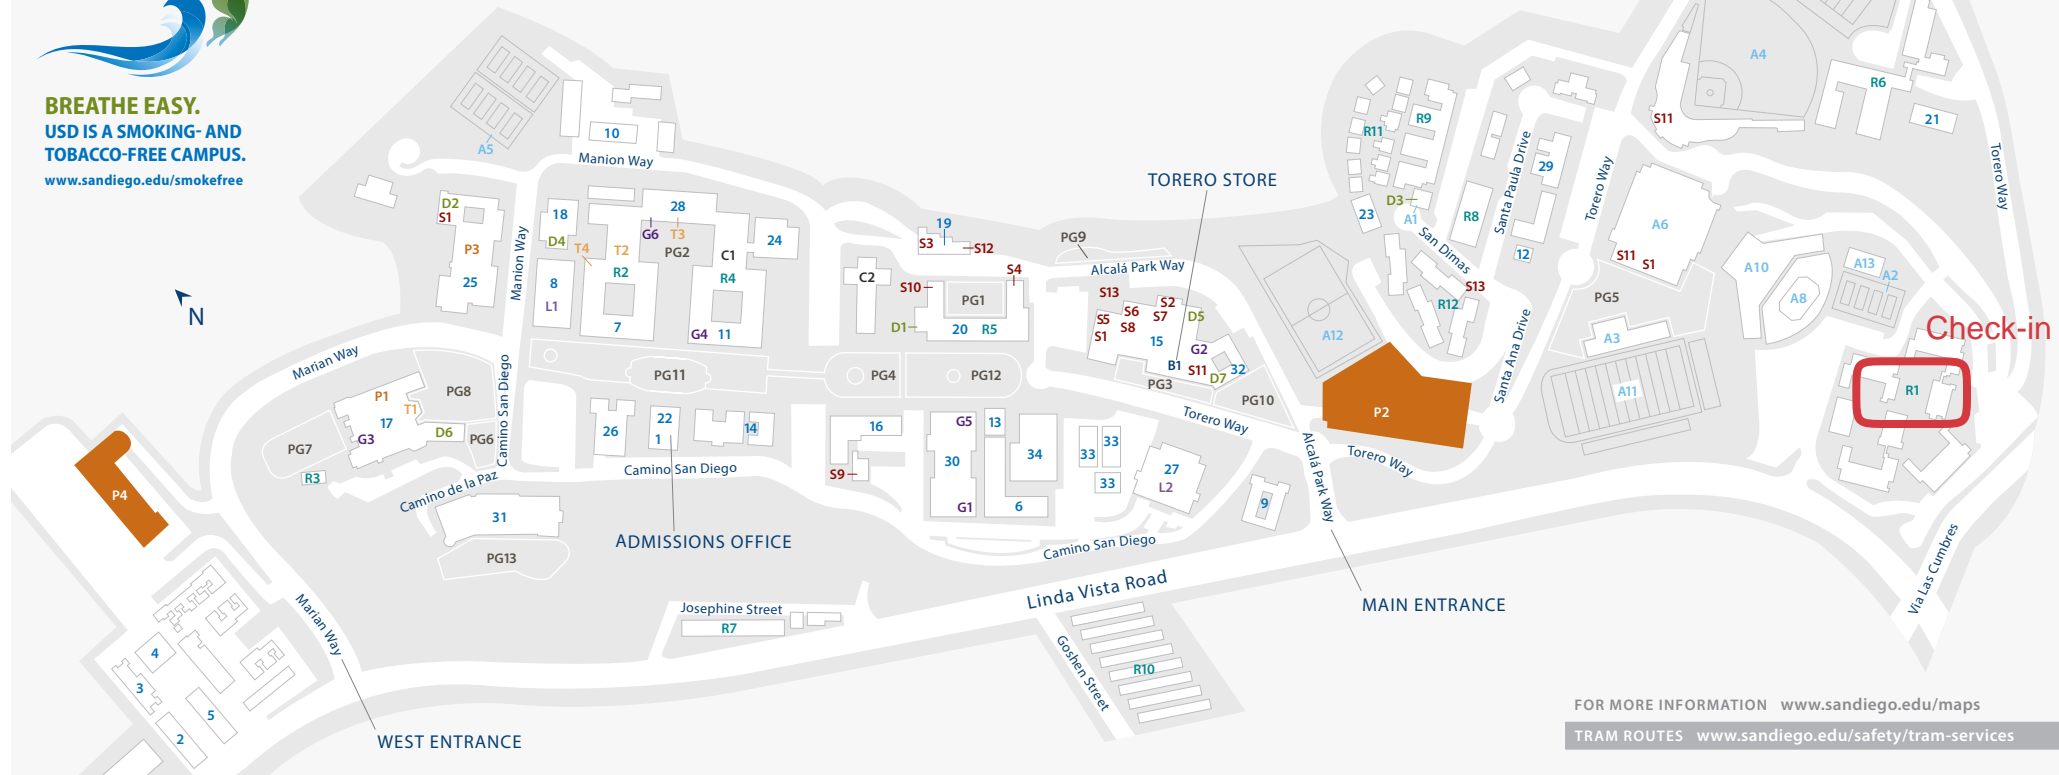 BREATHE EASY.
USD IS A SMOKING- AND
TOBACCO-FREE CAMPUS.
www.sandiego.edu/smokefree
N
A5
10
Manion Way
D2
S1
P3
25
Manion Way
18
D4
T4
8
L1
28
G6
T3
T2
PG2
R2
7
C1
R4
G4
11
24
C2
19
S3
S12
S4
S10
PG1
D1
20
R5
PG9
Alcalá Park Way
TORERO STORE
S13
S6
S2
S5
S8
S7
D5
S1
15
G2
B1
S11
D7
32
PG3
PG10
A12
P2
R11
R9
D3
A1
23
San Dimas
R8
Santa Paula Drive
29
12
S13
R12
Santa Ana Drive
Torero Way
S11
A4
R6
21
Torero Way
A6
S11
S1
PG5
A10
A13
A2
A8
A3
A11
Check-in
R1
Marian Way
PG8
P1
T1
17
G3
D6
PG6
PG7
R3
Camino San Diego
Camino de la Paz
31
PG13
PG11
PG4
PG12
26
22
1
14
16
S9
G5
13
30
34
G1
6
33
33
33
27
L2
9
Torero Way
Torero Way
Alcalá Park Way
Camino San Diego
Camino San Diego
ADMISSIONS OFFICE
MAIN ENTRANCE
Linda Vista Road
Josephine Street
R7
Goshen Street
R10
Via Las Cumbres
P4
Marian Way
4
3
5
2
WEST ENTRANCE
FOR MORE INFORMATION www.sandiego.edu/maps
TRAM ROUTES www.sandiego.edu/safety/tram-services